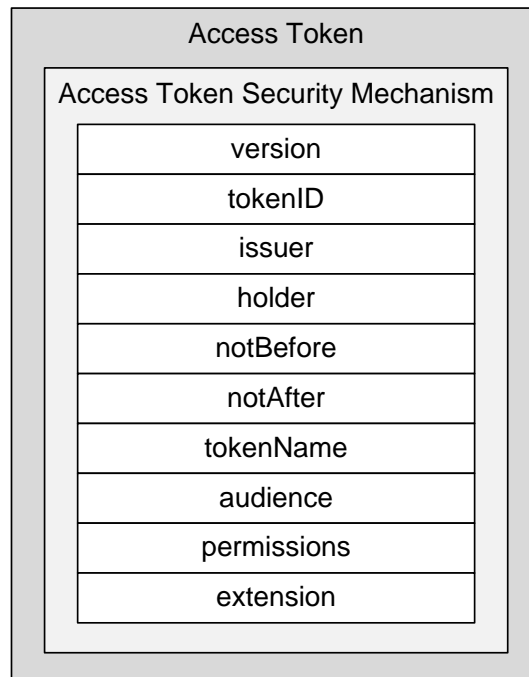 Access Token
Access Token Security Mechanism
version
tokenID
issuer
holder
notBefore
notAfter
tokenName
audience
permissions
extension